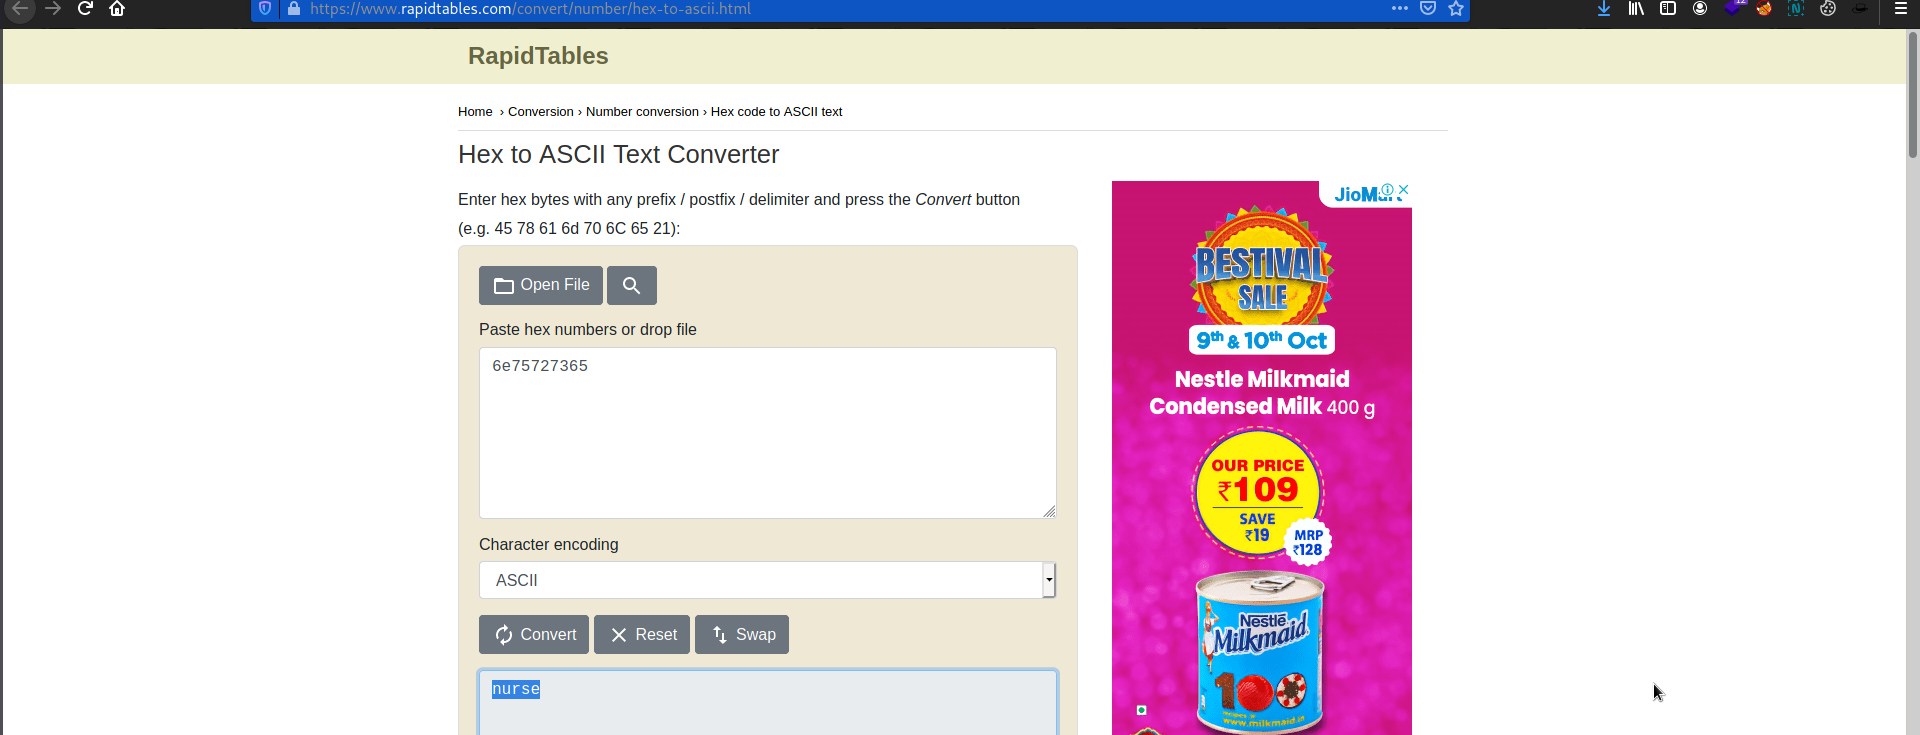 https://www.rapidtables.com/convert/number/hex-to-ascii.html
12
RapidTables
Home › Conversion › Number conversion › Hex code to ASCII text
Hex to ASCII Text Converter
Enter hex bytes with any prefix / postfix / delimiter and press the Convert button
(e.g. 45 78 61 6d 70 6C 65 21):
Open File
Paste hex numbers or drop file
6e75727365
Character encoding
ASCII
Convert
Reset
Swap
nurse
JioMart
BESTIVAL
SALE
9th & 10th Oct
Nestle Milkmaid
Condensed Milk 400 g
OUR PRICE
₹109
SAVE
₹19
MRP
₹128
Nestlé
Milkmaid
100
recipes @
www.milkmaid.in